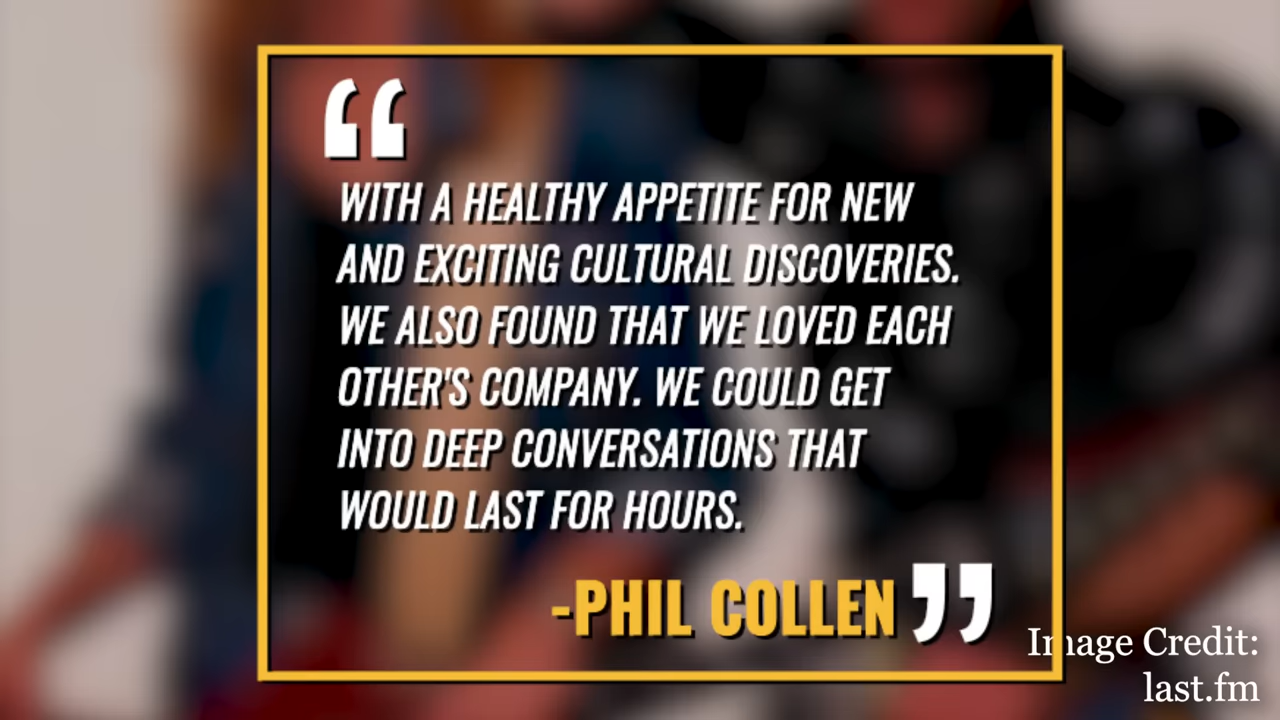 “
WITH A HEALTHY APPETITE FOR NEW
AND EXCITING CULTURAL DISCOVERIES.
WE ALSO FOUND THAT WE LOVED EACH
OTHER'S COMPANY. WE COULD GET
INTO DEEP CONVERSATIONS THAT
WOULD LAST FOR HOURS.
-PHIL COLLEN ”
Image Credit:
last.fm